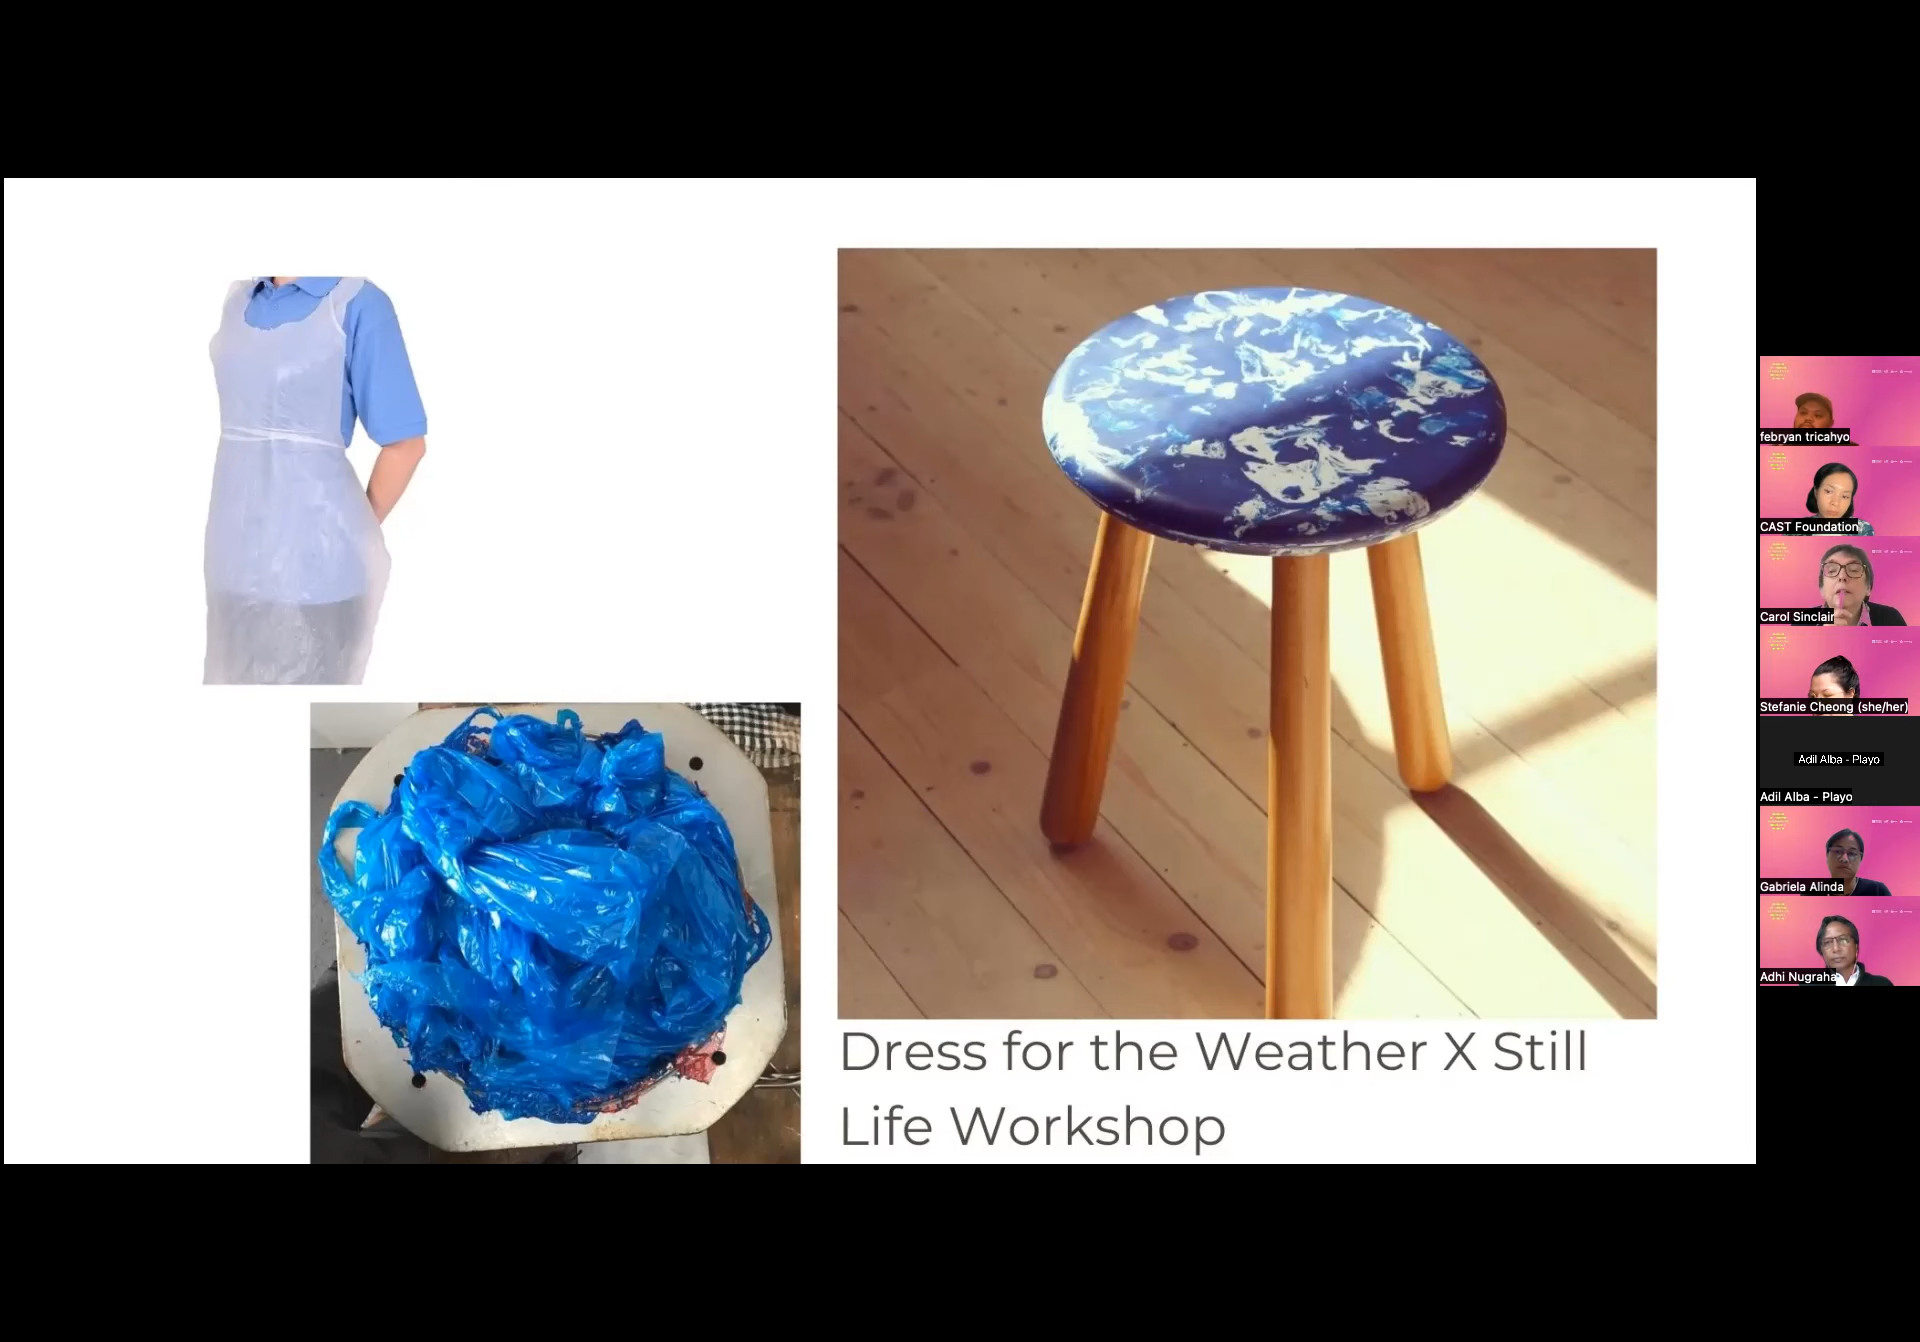 Dress for the Weather X Still
Life Workshop
febryan tricahyo
CAST Foundation
Carol Sinclair
Stefanie Cheong (she/her)
Adil Alba - Playo
Adil Alba - Playo
Gabriela Alinda
Adhi Nugraha